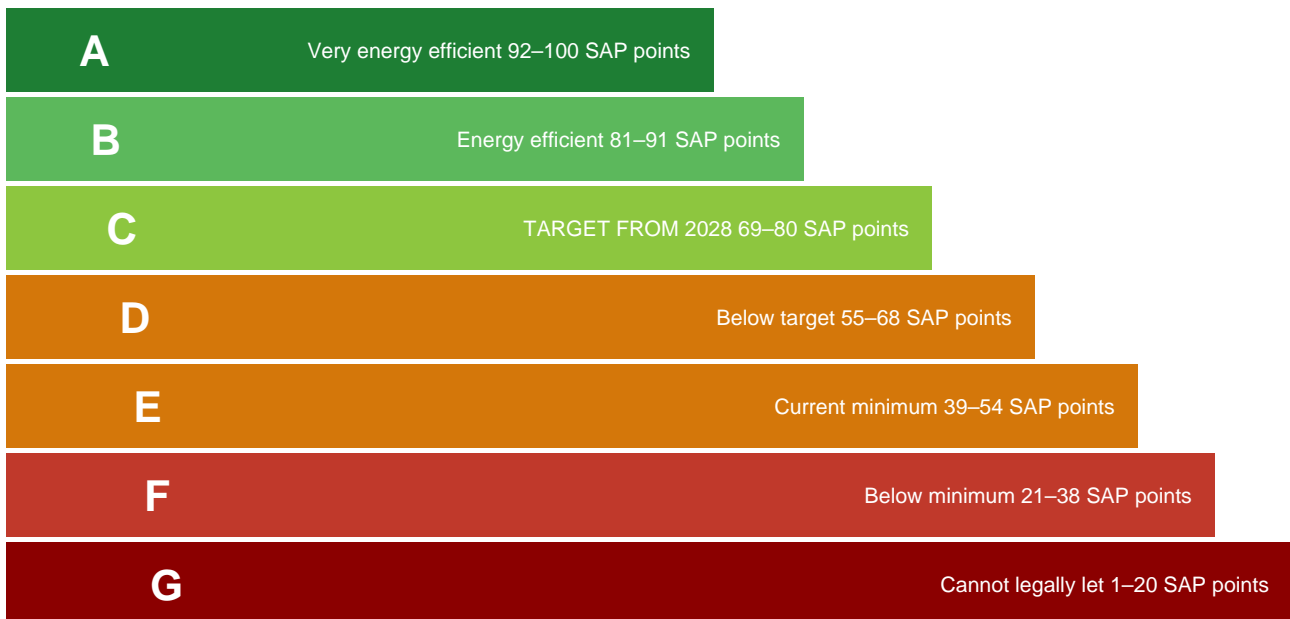 A Very energy efficient 92–100 SAP points
B Energy efficient 81–91 SAP points
C TARGET FROM 2028 69–80 SAP points
D Below target 55–68 SAP points
E Current minimum 39–54 SAP points
F Below minimum 21–38 SAP points
G Cannot legally let 1–20 SAP points